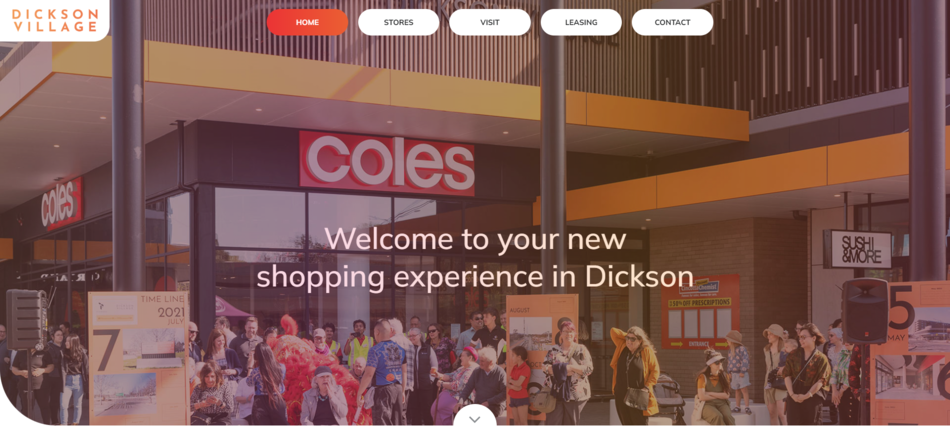 DICKSON
VILLAGE
HOME
STORES
VISIT
LEASING
CONTACT
coles
coles
SUSHI
&MORE
Welcome to your new
shopping experience in Dickson
TIME LINE
2021
JULY
7
AUGUST
50% OFF PRESCRIPTIONS
ENTRANCE
5
MAY